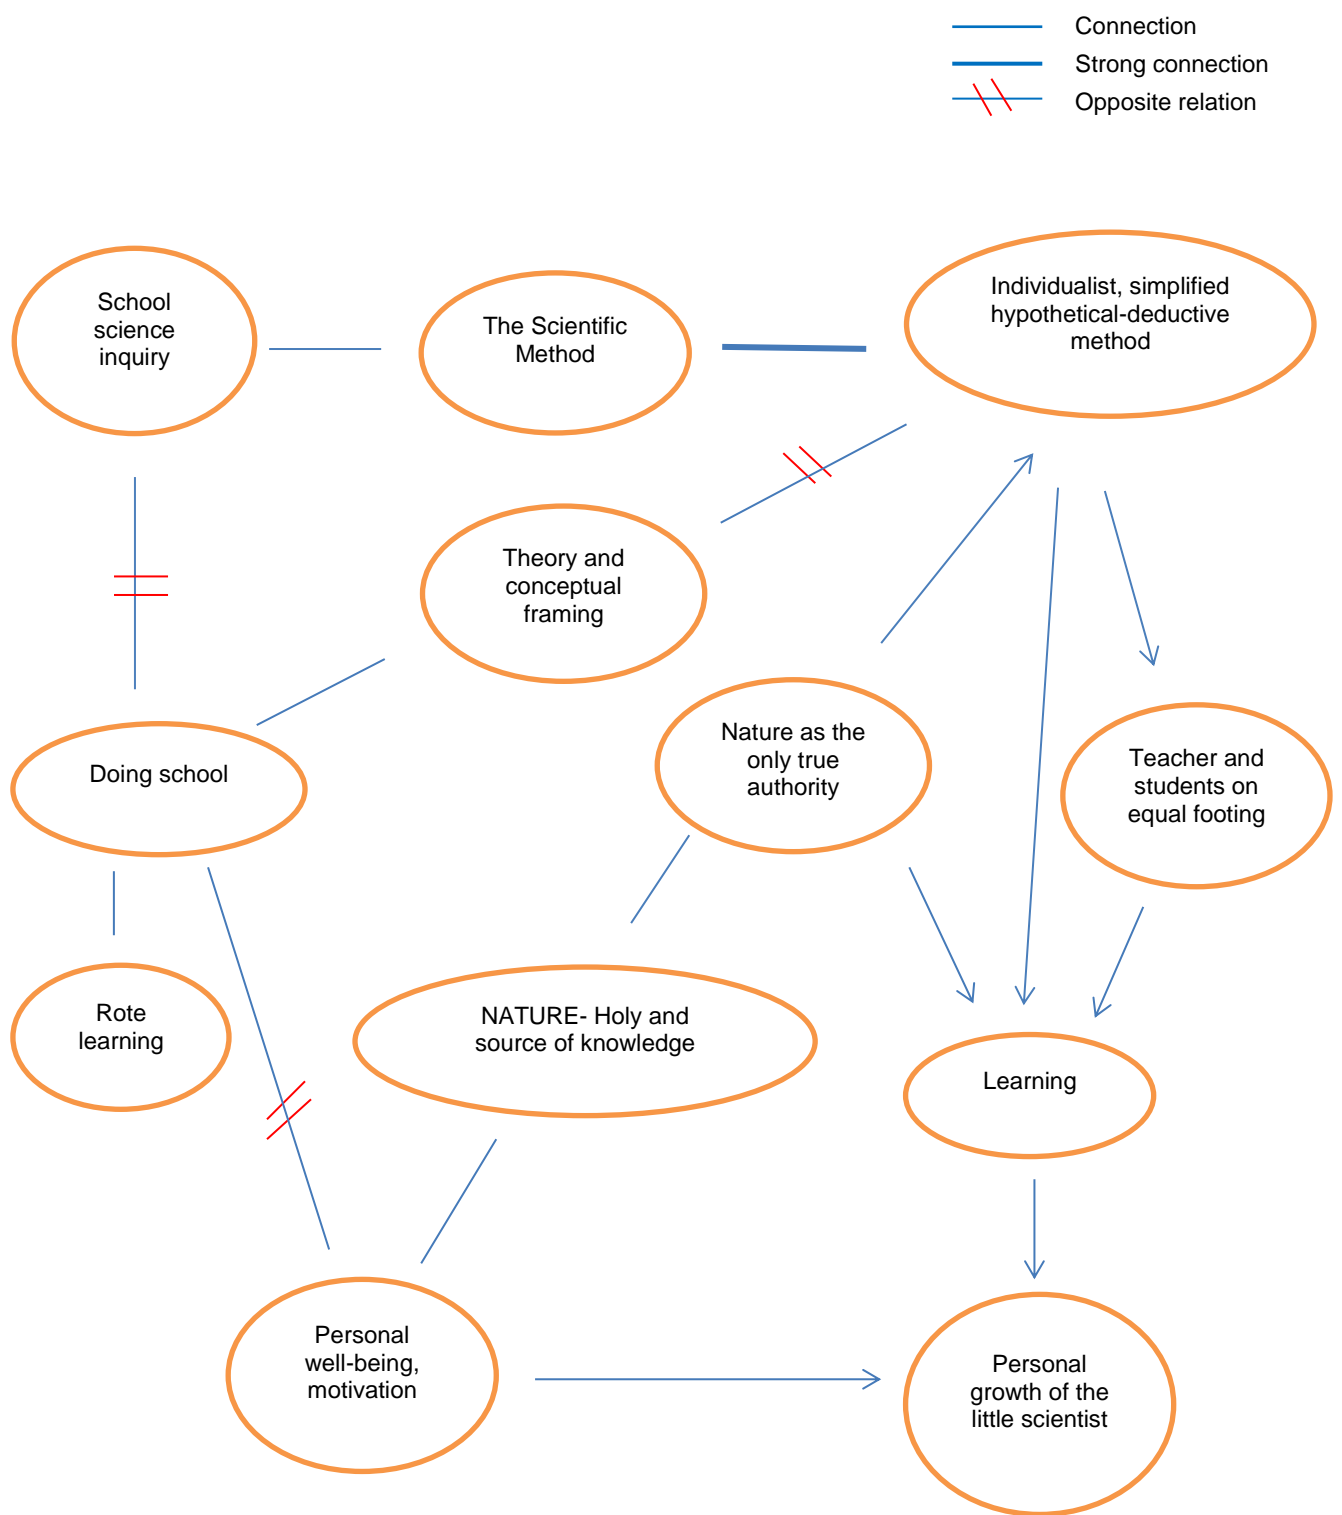 Connection
Strong connection
Opposite relation
School
science
inquiry
The Scientific
Method
Individualist, simplified
hypothetical-deductive
method
Theory and
conceptual
framing
Doing school
Nature as the
only true
authority
Teacher and
students on
equal footing
Rote
learning
NATURE- Holy and
source of knowledge
Learning
Personal
well-being,
motivation
Personal
growth of the
little scientist